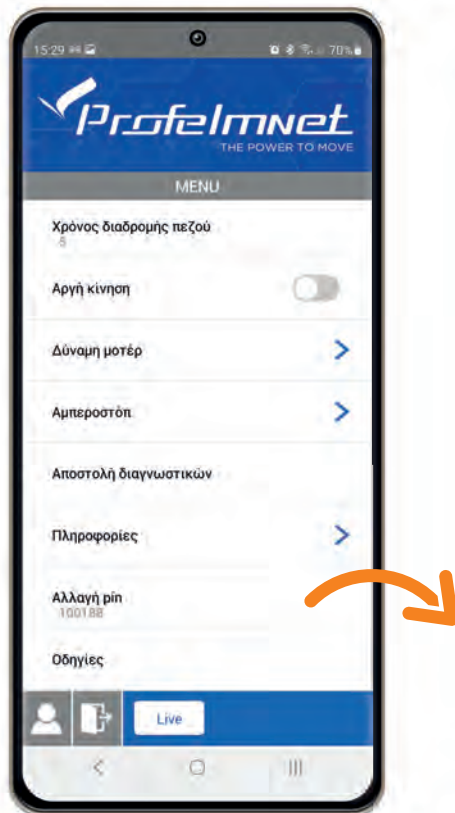 15:29
70%
Profelmnet
THE POWER TO MOVE
MENU
Χρόνος διαδρομής πεζού
5
Αργή κίνηση
Δύναμη μοτέρ
Αμπεροστόπ
Αποστολή διαγνωστικών
Πληροφορίες
Αλλαγή pin
100188
Οδηγίες
Live